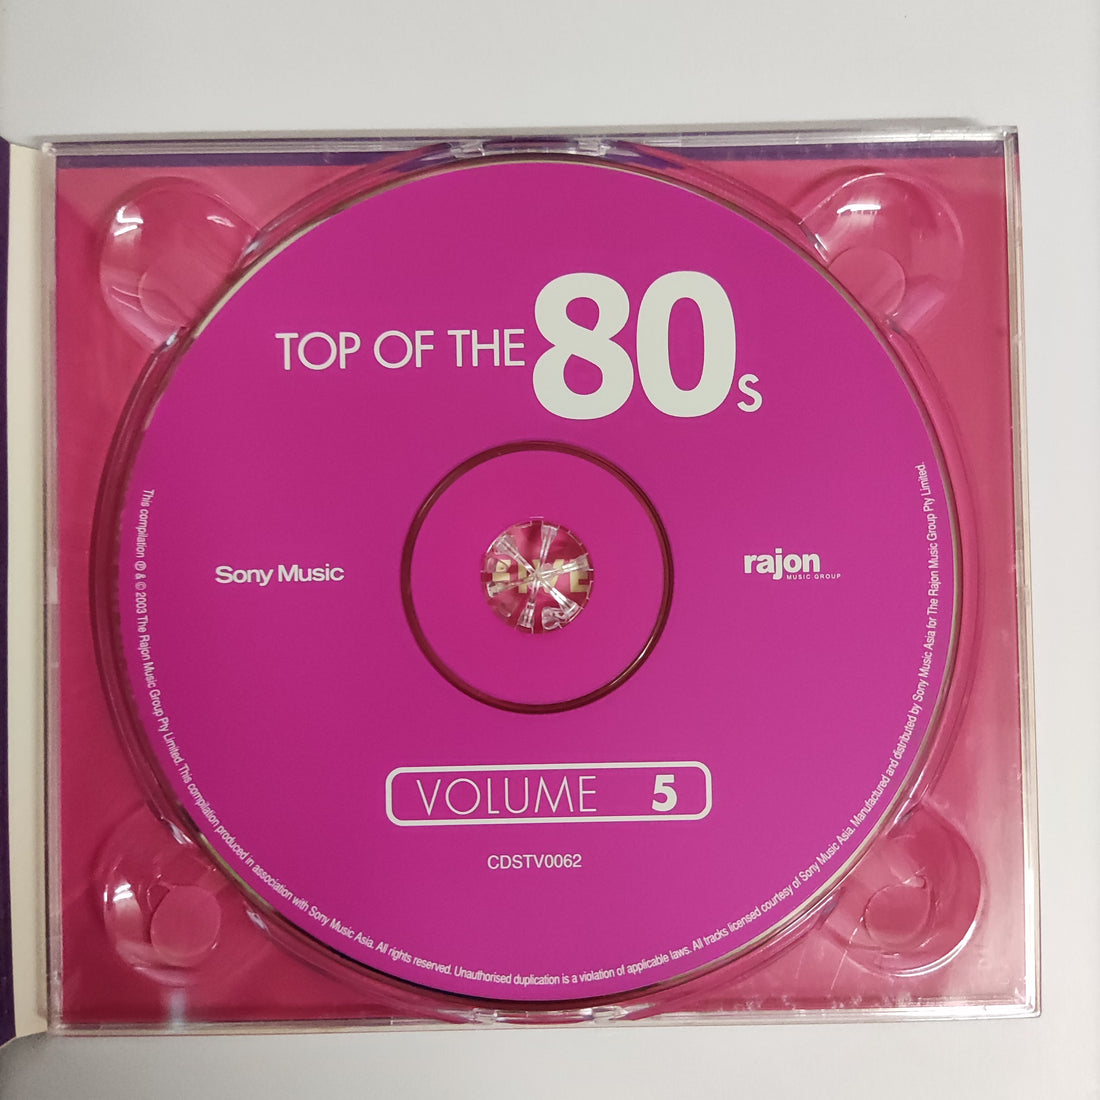 TOP OF THE 80s
Sony Music
rajon
MUSIC GROUP
FIVE
VOLUME 5
CDSTV0062
This compilation ℗ & © 2003 The Rajon Music Group Pty Limited. This compilation produced in association with Sony Music Asia. All rights reserved. Unauthorised duplication is a violation of applicable laws. All tracks licensed courtesy of Sony Music Asia. Manufactured and distributed by Sony Music Asia for The Rajon Music Group Pty Limited.